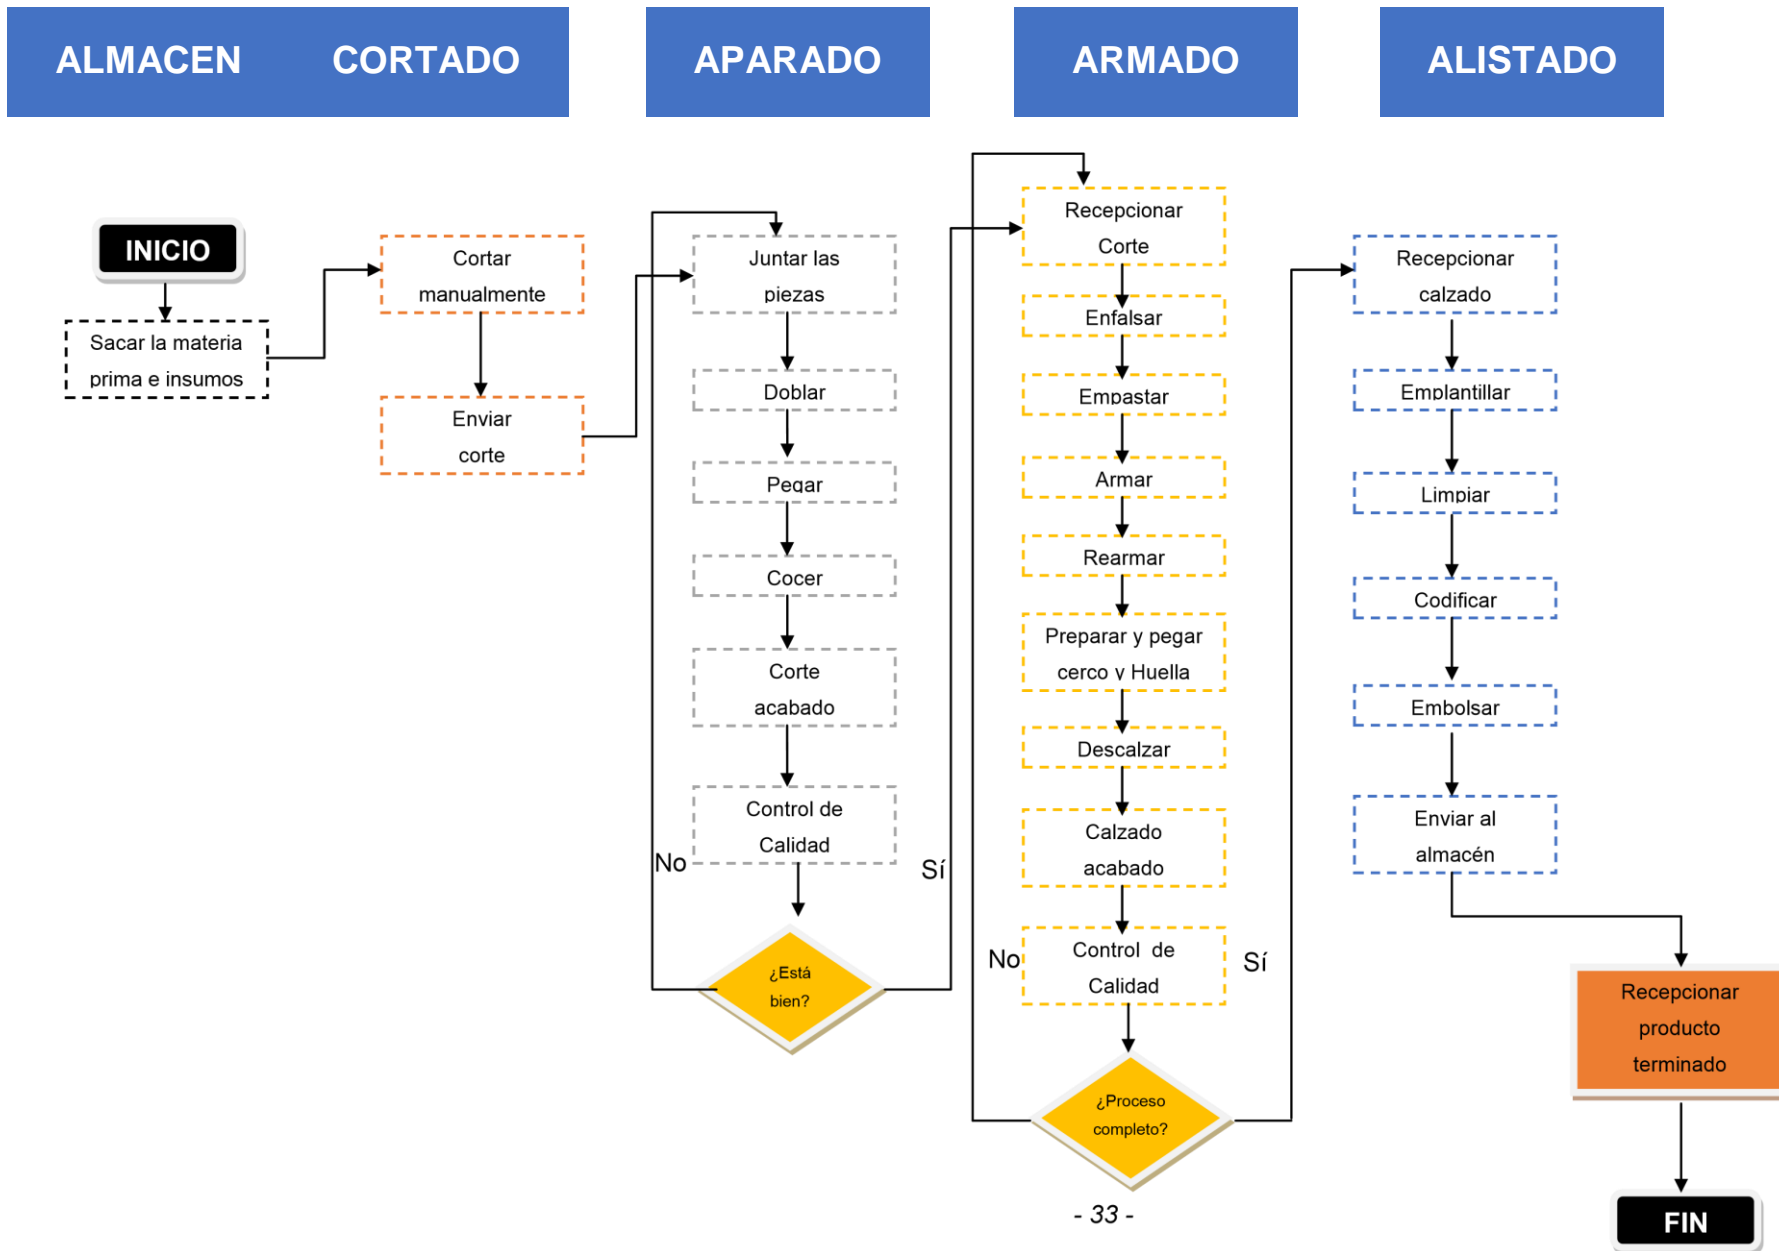 ALMACEN CORTADO
APARADO
ARMADO
ALISTADO
INICIO
Sacar la materia
prima e insumos
Cortar
manualmente
Enviar
corte
Juntar las
piezas
Doblar
Pegar
Cocer
Corte
acabado
Control de
Calidad
No
Sí
¿Está
bien?
Recepcionar
Corte
Enfalsar
Empastar
Armar
Rearmar
Preparar y pegar
cerco y Huella
Descalzar
Calzado
acabado
Control de
Calidad
No
Sí
¿Proceso
completo?
Recepcionar
calzado
Emplantillar
Limpiar
Codificar
Embolsar
Enviar al
almacén
Recepcionar
producto
terminado
FIN
- 33 -